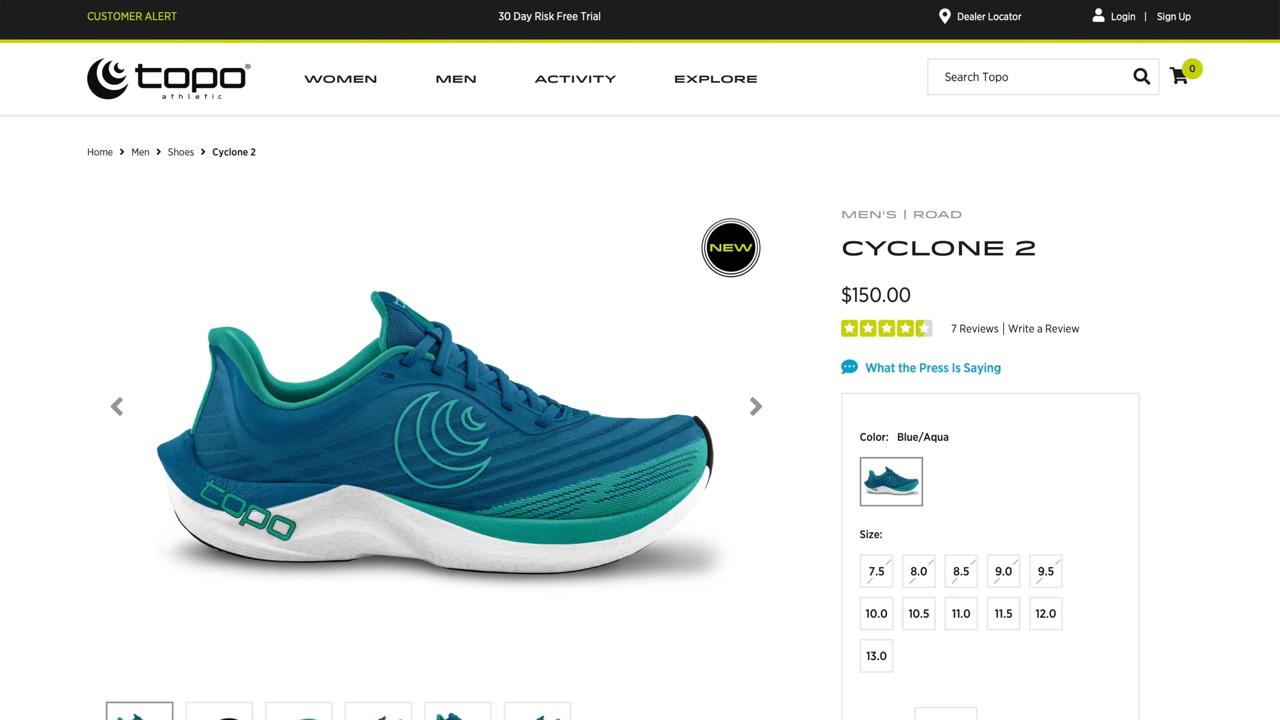 CUSTOMER ALERT
30 Day Risk Free Trial
Dealer Locator
Login | Sign Up
topo®
athletic
WOMEN
MEN
ACTIVITY
EXPLORE
Search Topo
0
Home > Men > Shoes > Cyclone 2
NEW
topo
MEN'S | ROAD
CYCLONE 2
$150.00
7 Reviews | Write a Review
What the Press Is Saying
Color: Blue/Aqua
Size:
7.5 8.0 8.5 9.0 9.5
10.0 10.5 11.0 11.5 12.0
13.0